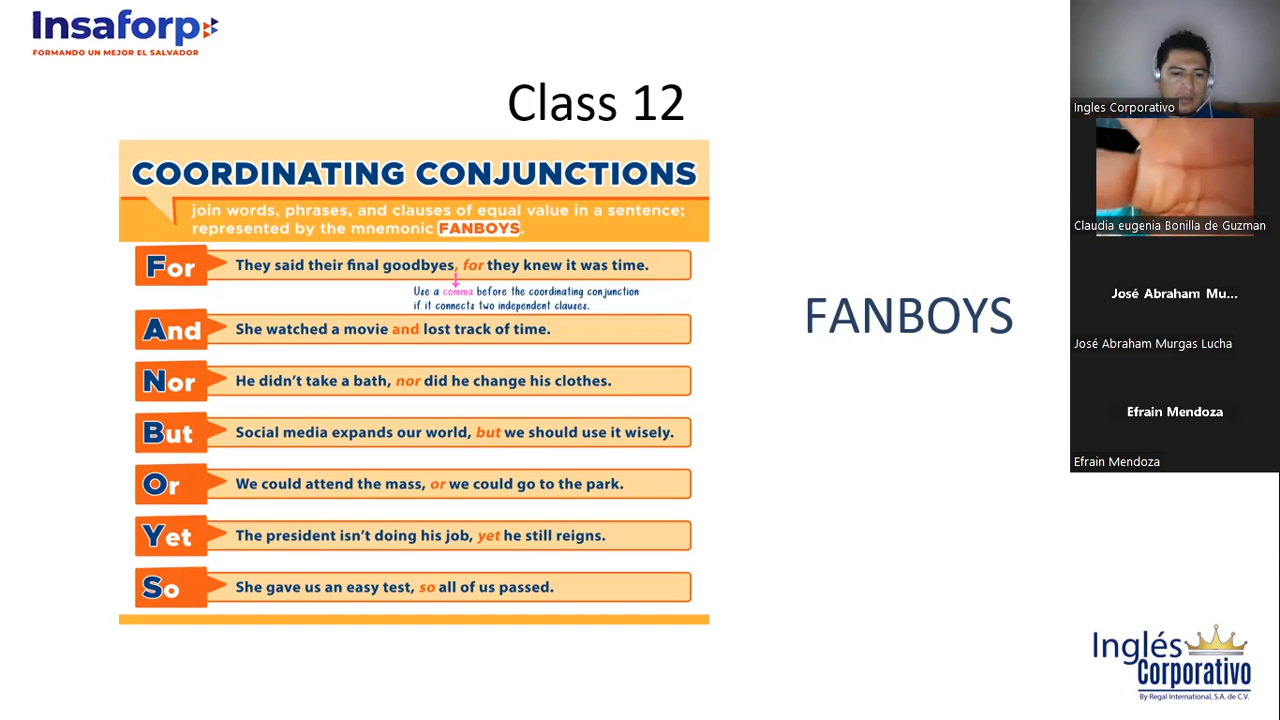 Insaforp
FORMANDO UN MEJOR EL SALVADOR
Class 12
COORDINATING CONJUNCTIONS
join words, phrases, and clauses of equal value in a sentence;
represented by the mnemonic FANBOYS.
For
They said their final goodbyes, for they knew it was time.
Use a comma before the coordinating conjunction
if it connects two independent clauses.
And
She watched a movie and lost track of time.
Nor
He didn't take a bath, nor did he change his clothes.
But
Social media expands our world, but we should use it wisely.
Or
We could attend the mass, or we could go to the park.
Yet
The president isn't doing his job, yet he still reigns.
So
She gave us an easy test, so all of us passed.
FANBOYS
Ingles Corporativo
Claudia eugenia Bonilla de Guzman
José Abraham Mu...
José Abraham Murgas Lucha
Efrain Mendoza
Efrain Mendoza
Inglés
Corporativo
By Regal International, S.A. de C.V.